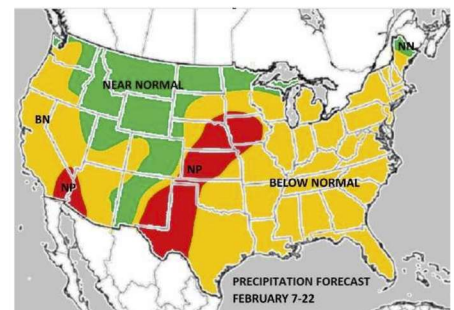 NN
NEAR NORMAL
BN
NP
NP
BELOW NORMAL
PRECIPITATION FORECAST
FEBRUARY 7-22